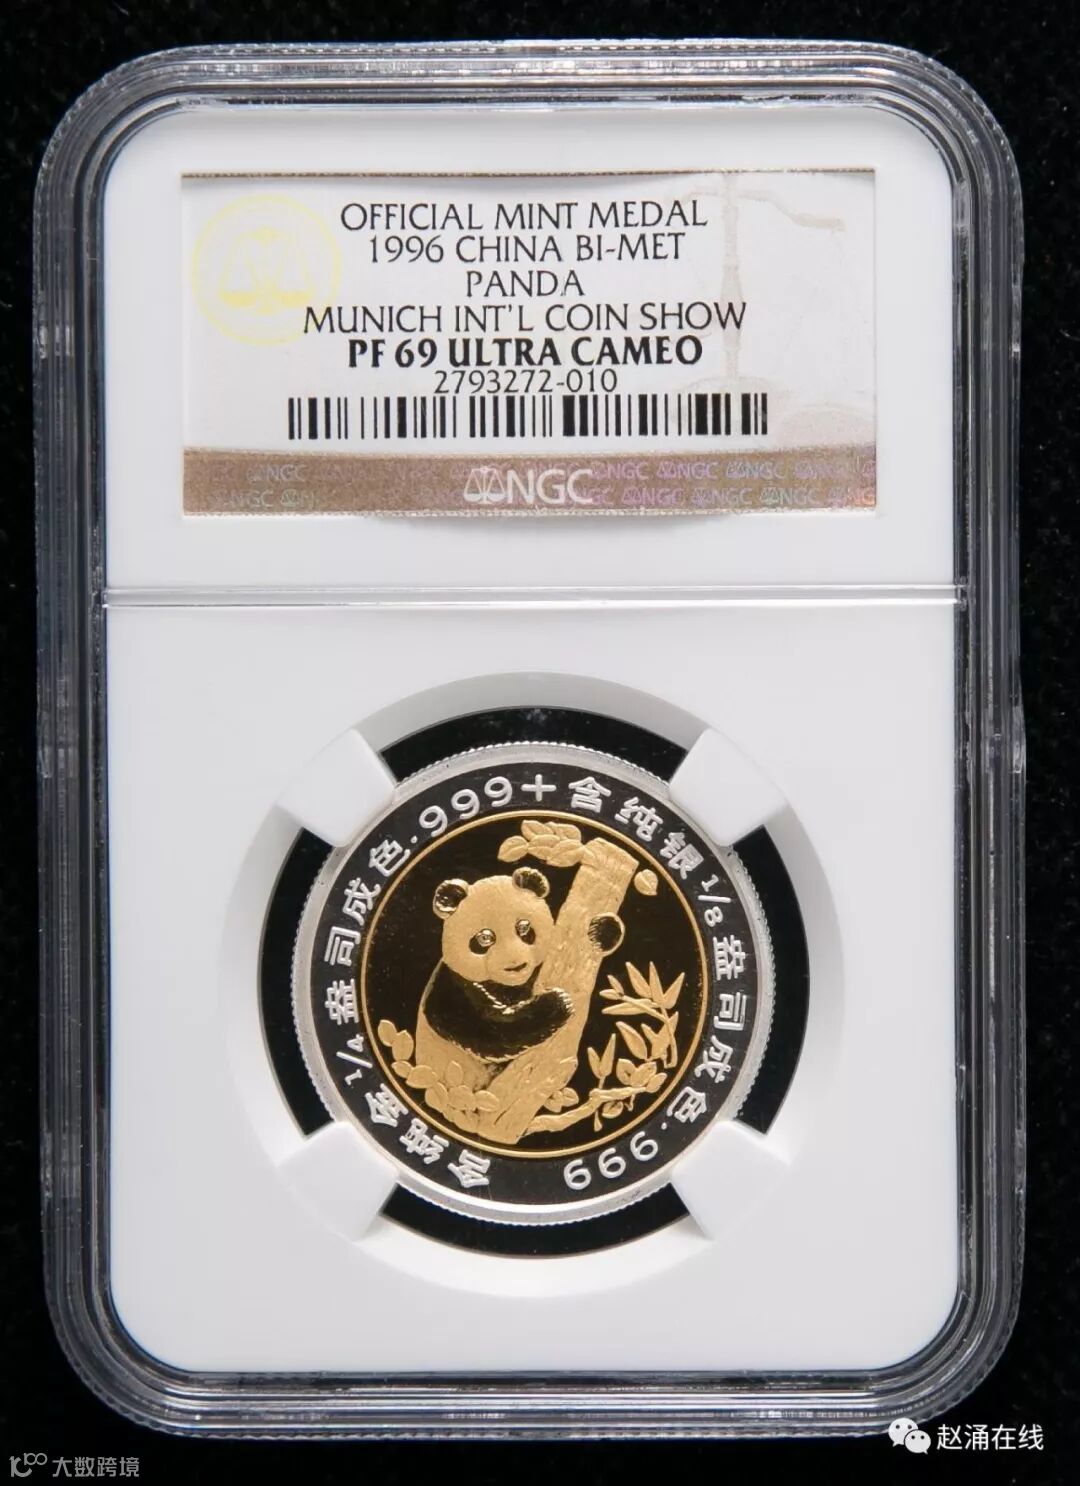 OFFICIAL MINT MEDAL
1996 CHINA BI-MET
PANDA
MUNICH INT'L COIN SHOW
PF 69 ULTRA CAMEO
2793272-010
NGC
含纯金1/4盎司成色.999+含纯银1/8盎司成色.999
赵涌在线
大数跨境